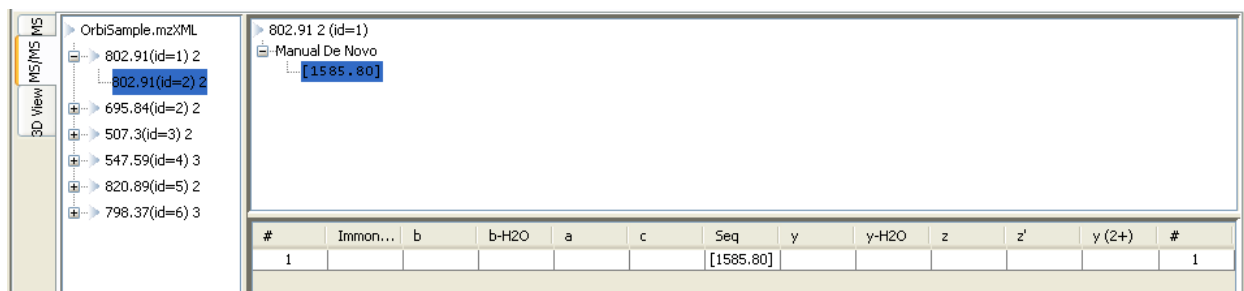 MS
MS/MS
3D View
OrbiSample.mzXML
802.91(id=1) 2
802.91(id=2) 2
695.84(id=2) 2
507.3(id=3) 2
547.59(id=4) 3
820.89(id=5) 2
798.37(id=6) 3
802.91 2 (id=1)
Manual De Novo
[1585.80]
# Immon... b b-H2O a c Seq y y-H2O z z' y (2+) #
1 [1585.80] 1